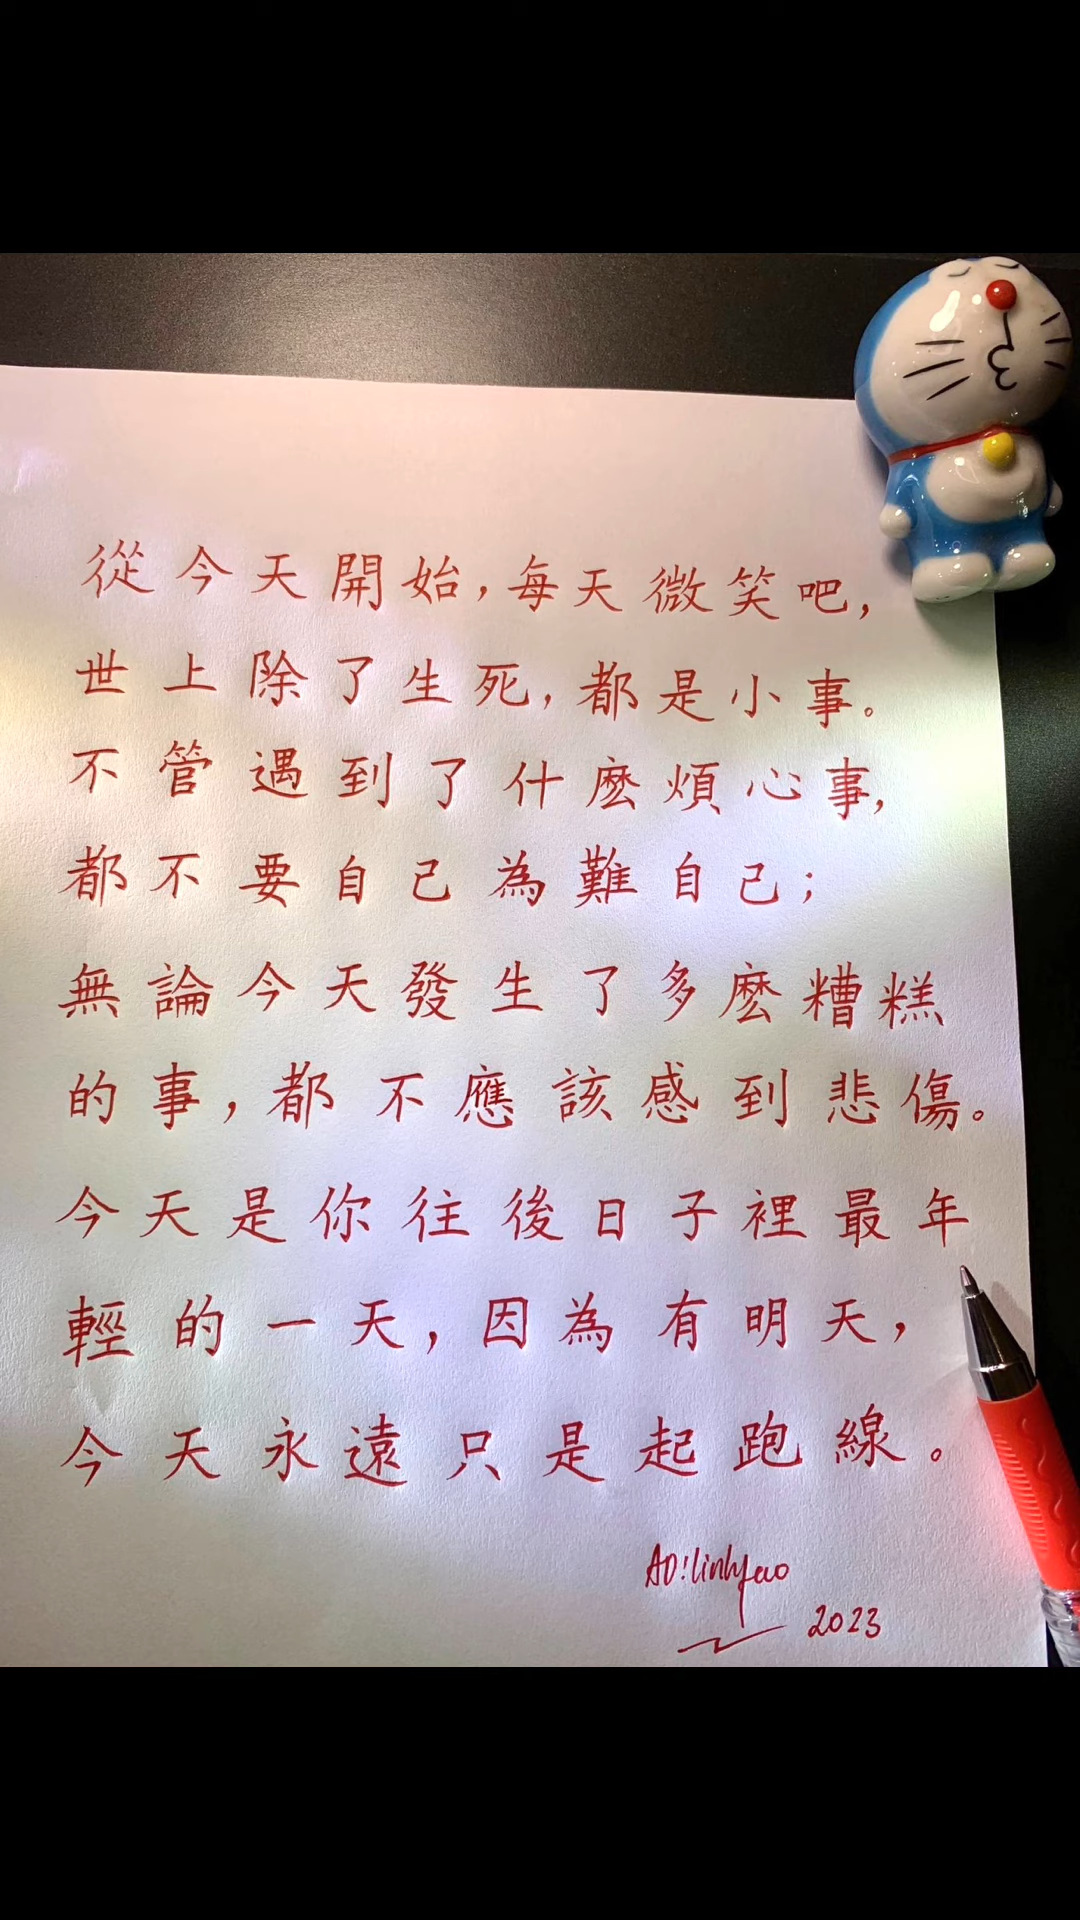 從今天開始,每天微笑吧,
世上除了生死,都是小事。
不管遇到了什麽煩心事,
都不要自己為難自己;
無論今天發生了多麽糟糕
的事,都不應該感到悲傷。
今天是你往後日子裡最年
輕的一天,因為有明天,
今天永遠只是起跑線。
2023